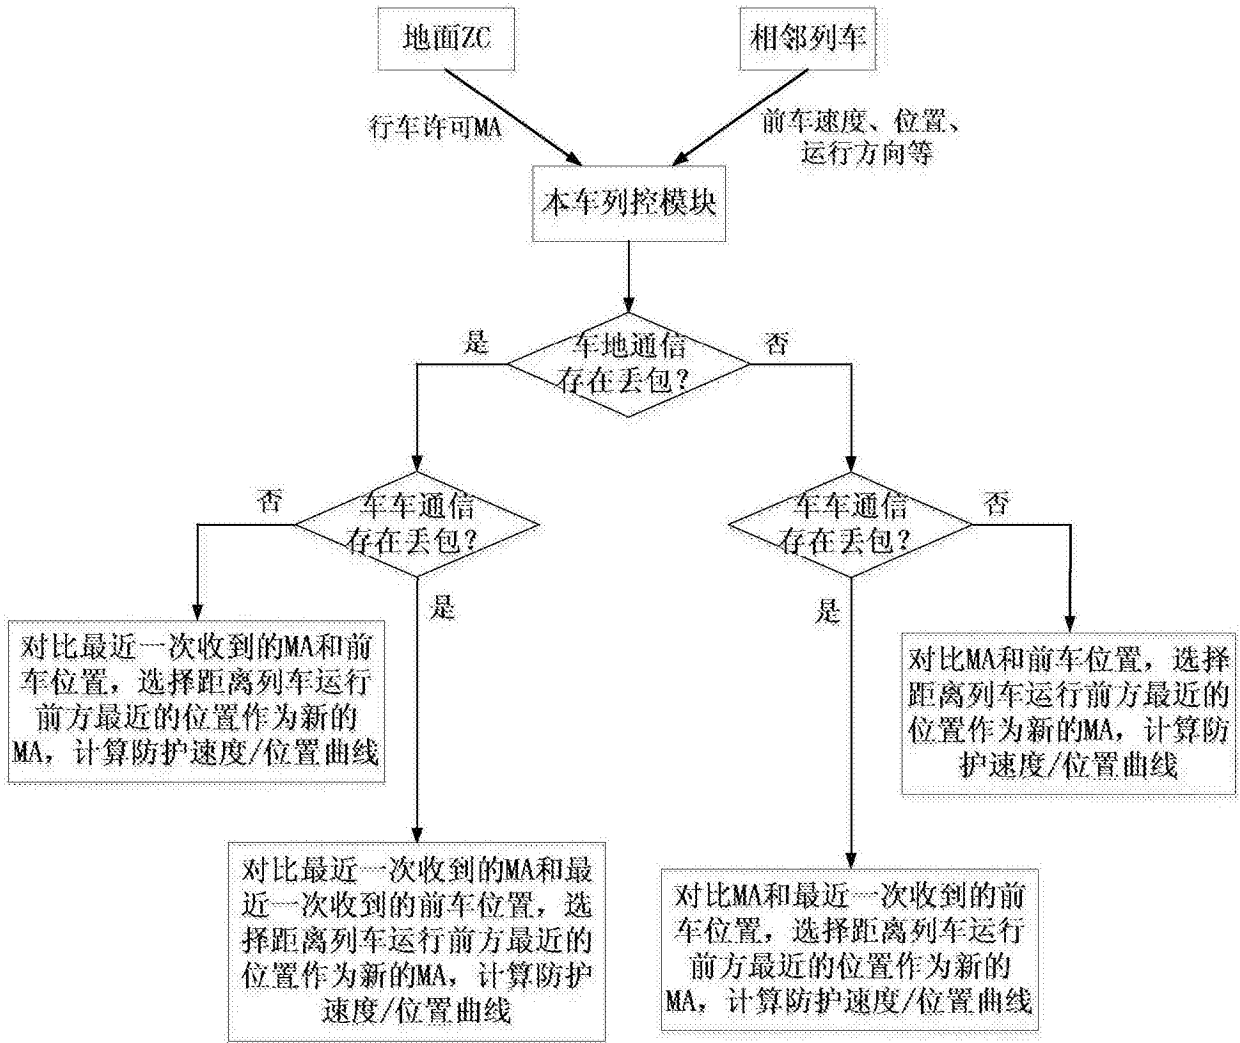 地面ZC
相邻列车
行车许可MA
前车速度、位置、
运行方向等
本车列控模块
车地通信
存在丢包？
是
否
车车通信
存在丢包？
否
是
车车通信
存在丢包？
否
是
对比最近一次收到的MA和前
车位置，选择距离列车运行
前方最近的位置作为新的
MA，计算防护速度/位置曲线
对比MA和前车位置，选择
距离列车运行前方最近的
位置作为新的MA，计算防
护速度/位置曲线
对比最近一次收到的MA和最
近一次收到的前车位置，选
择距离列车运行前方最近的
位置作为新的MA，计算防护
速度/位置曲线
对比MA和最近一次收到的前
车位置，选择距离列车运行
前方最近的位置作为新的
MA，计算防护速度/位置曲线